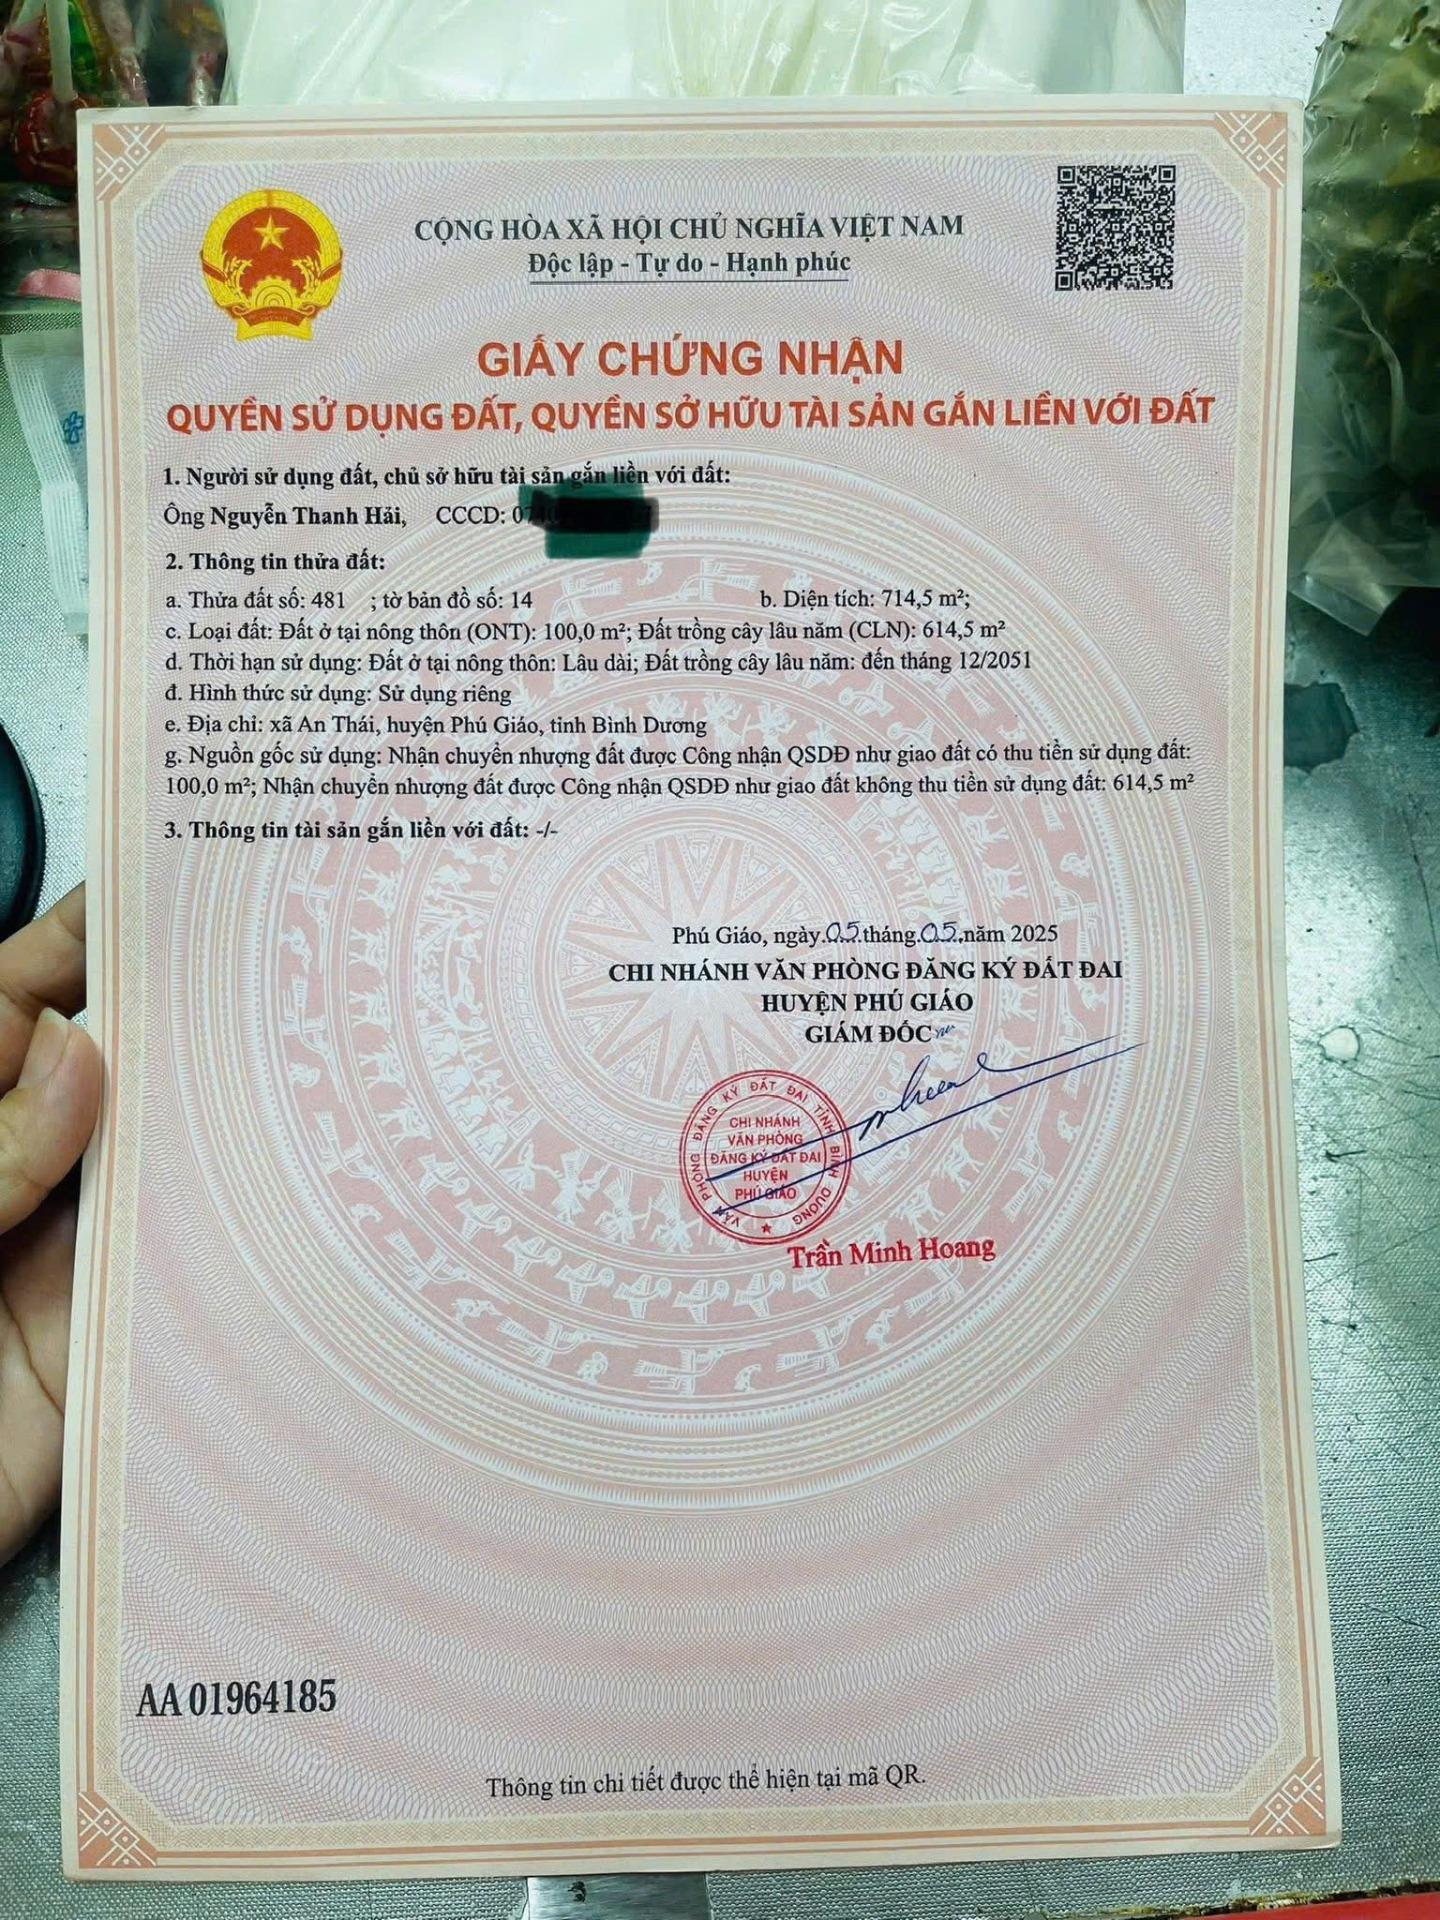 CỘNG HÒA XÃ HỘI CHỦ NGHĨA VIỆT NAM
Độc lập - Tự do - Hạnh phúc
GIẤY CHỨNG NHẬN
QUYỀN SỬ DỤNG ĐẤT, QUYỀN SỞ HỮU TÀI SẢN GẮN LIỀN VỚI ĐẤT
1. Người sử dụng đất, chủ sở hữu tài sản gắn liền với đất:
Ông Nguyễn Thanh Hải, CCCD:
2. Thông tin thửa đất:
a. Thửa đất số: 481 ; tờ bản đồ số: 14 b. Diện tích: 714,5 m²;
c. Loại đất: Đất ở tại nông thôn (ONT): 100,0 m²; Đất trồng cây lâu năm (CLN): 614,5 m²
d. Thời hạn sử dụng: Đất ở tại nông thôn: Lâu dài; Đất trồng cây lâu năm: đến tháng 12/2051
đ. Hình thức sử dụng: Sử dụng riêng
e. Địa chỉ: xã An Thái, huyện Phú Giáo, tỉnh Bình Dương
g. Nguồn gốc sử dụng: Nhận chuyển nhượng đất được Công nhận QSDĐ như giao đất có thu tiền sử dụng đất:
100,0 m²; Nhận chuyển nhượng đất được Công nhận QSDĐ như giao đất không thu tiền sử dụng đất: 614,5 m²
3. Thông tin tài sản gắn liền với đất: -/-
Phú Giáo, ngày 05 tháng 05 năm 2025
CHI NHÁNH VĂN PHÒNG ĐĂNG KÝ ĐẤT ĐAI
HUYỆN PHÚ GIÁO
GIÁM ĐỐC
VĂN PHÒNG ĐĂNG KÝ ĐẤT ĐAI TỈNH BÌNH DƯƠNG
CHI NHÁNH
VĂN PHÒNG
ĐĂNG KÝ ĐẤT ĐAI
HUYỆN
PHÚ GIÁO
Trần Minh Hoang
AA 01964185
Thông tin chi tiết được thể hiện tại mã QR.